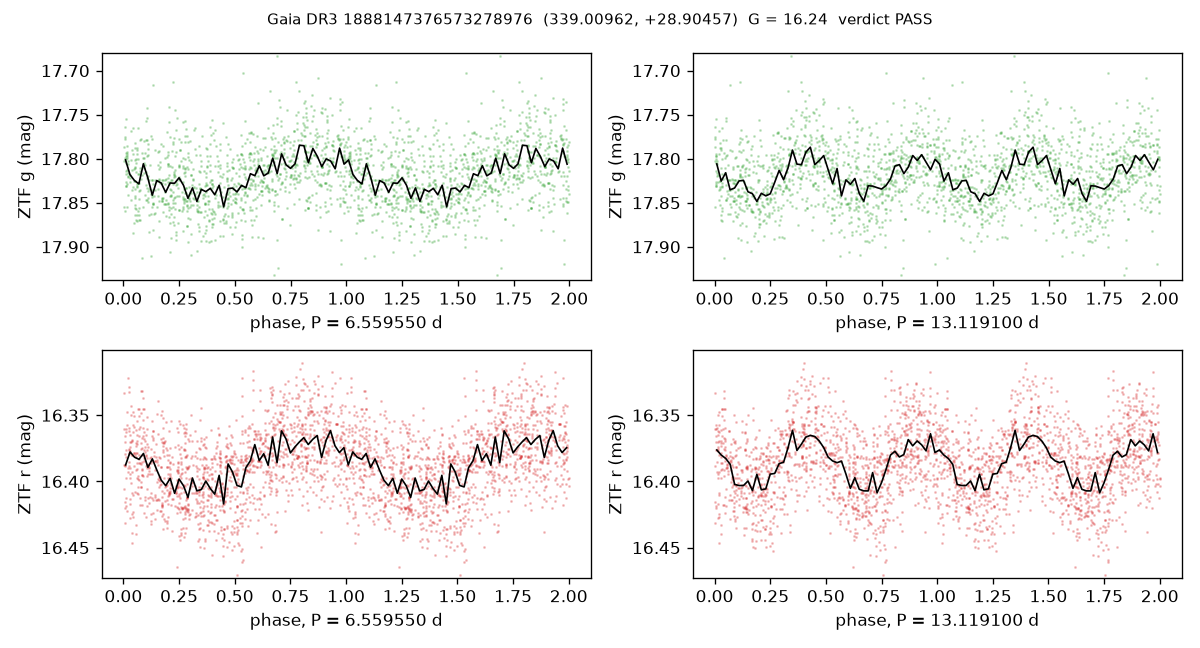 Gaia DR3 1888147376573278976 (339.00962, +28.90457) G = 16.24 verdict PASS
ZTF g (mag)
17.70
17.75
17.80
17.85
17.90
0.00 0.25 0.50 0.75 1.00 1.25 1.50 1.75 2.00
phase, P = 6.559550 d
ZTF g (mag)
17.70
17.75
17.80
17.85
17.90
0.00 0.25 0.50 0.75 1.00 1.25 1.50 1.75 2.00
phase, P = 13.119100 d
ZTF r (mag)
16.35
16.40
16.45
0.00 0.25 0.50 0.75 1.00 1.25 1.50 1.75 2.00
phase, P = 6.559550 d
ZTF r (mag)
16.35
16.40
16.45
0.00 0.25 0.50 0.75 1.00 1.25 1.50 1.75 2.00
phase, P = 13.119100 d